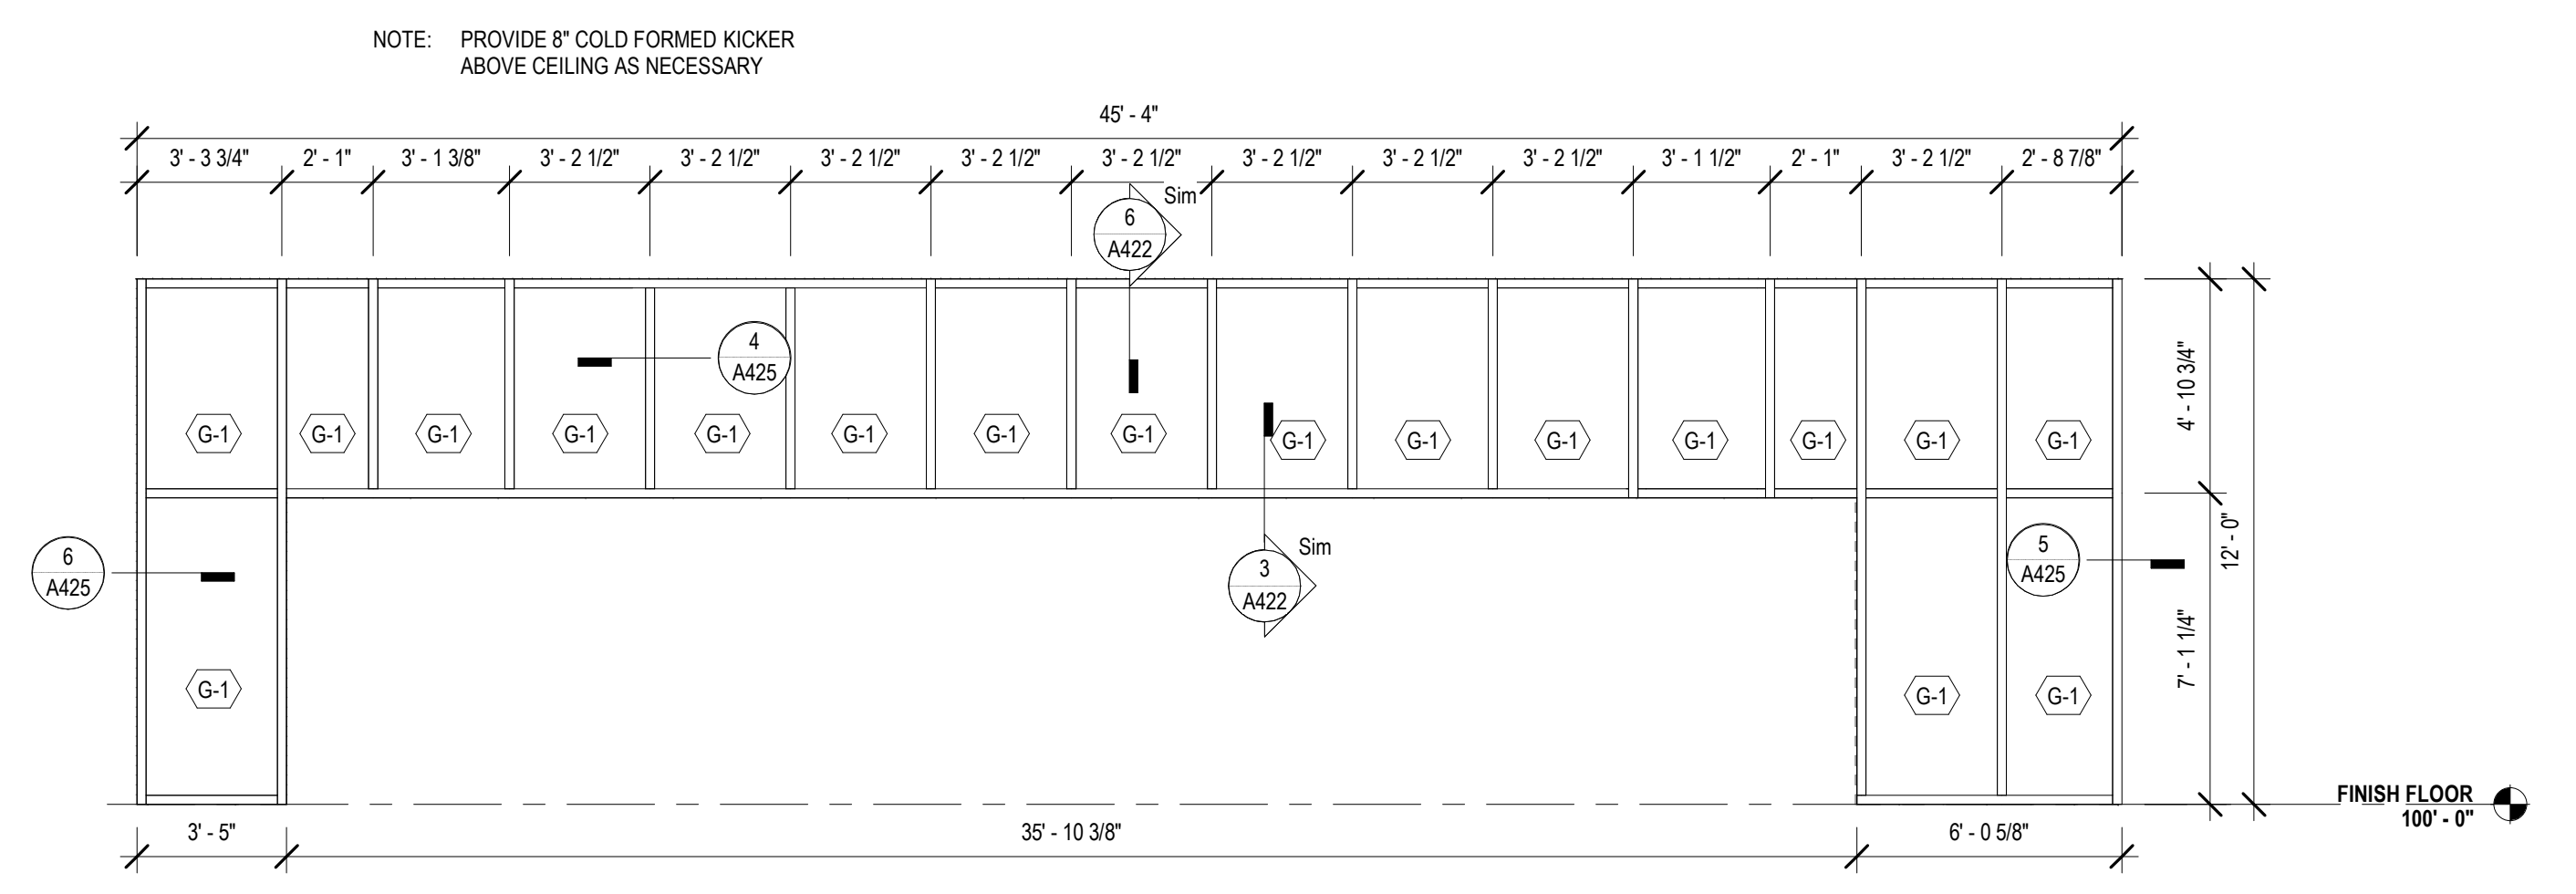 NOTE: PROVIDE 8" COLD FORMED KICKER
ABOVE CEILING AS NECESSARY
45' - 4"
3' - 3 3/4" 2' - 1" 3' - 1 3/8" 3' - 2 1/2" 3' - 2 1/2" 3' - 2 1/2" 3' - 2 1/2" 3' - 2 1/2" 3' - 2 1/2" 3' - 2 1/2" 3' - 2 1/2" 3' - 1 1/2" 2' - 1" 3' - 2 1/2" 2' - 8 7/8"
Sim
6
A422
4
A425
4' - 10 3/4"
G-1 G-1 G-1 G-1 G-1 G-1 G-1 G-1 G-1 G-1 G-1 G-1 G-1 G-1 G-1
6
A425
Sim
3
A422
5
A425
12' - 0"
7' - 1 1/4"
G-1 G-1 G-1
FINISH FLOOR
100' - 0"
3' - 5" 35' - 10 3/8" 6' - 0 5/8"